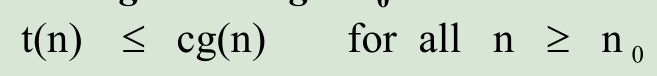 t(n) ≤ cg(n) for all n ≥ n₀